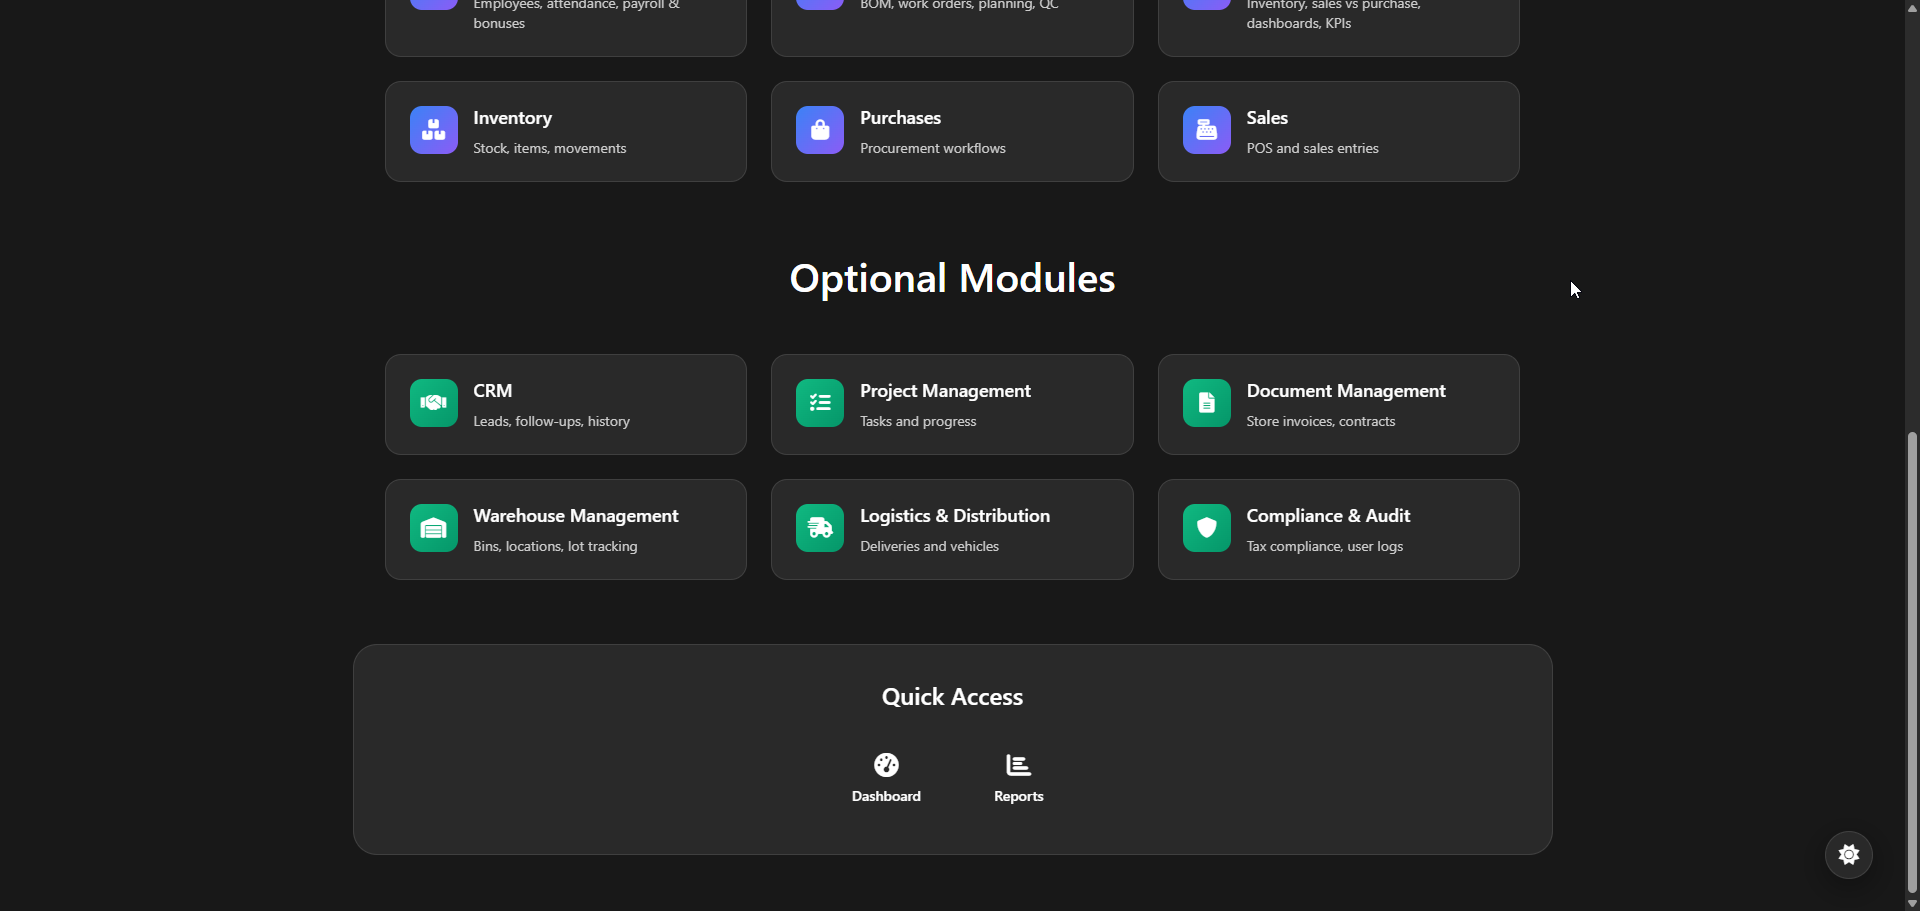 Employees, attendance, payroll &
bonuses
BOM, work orders, planning, QC
Inventory, sales vs purchase,
dashboards, KPIs
Inventory
Stock, items, movements
Purchases
Procurement workflows
Sales
POS and sales entries
Optional Modules
CRM
Leads, follow-ups, history
Project Management
Tasks and progress
Document Management
Store invoices, contracts
Warehouse Management
Bins, locations, lot tracking
Logistics & Distribution
Deliveries and vehicles
Compliance & Audit
Tax compliance, user logs
Quick Access
Dashboard
Reports